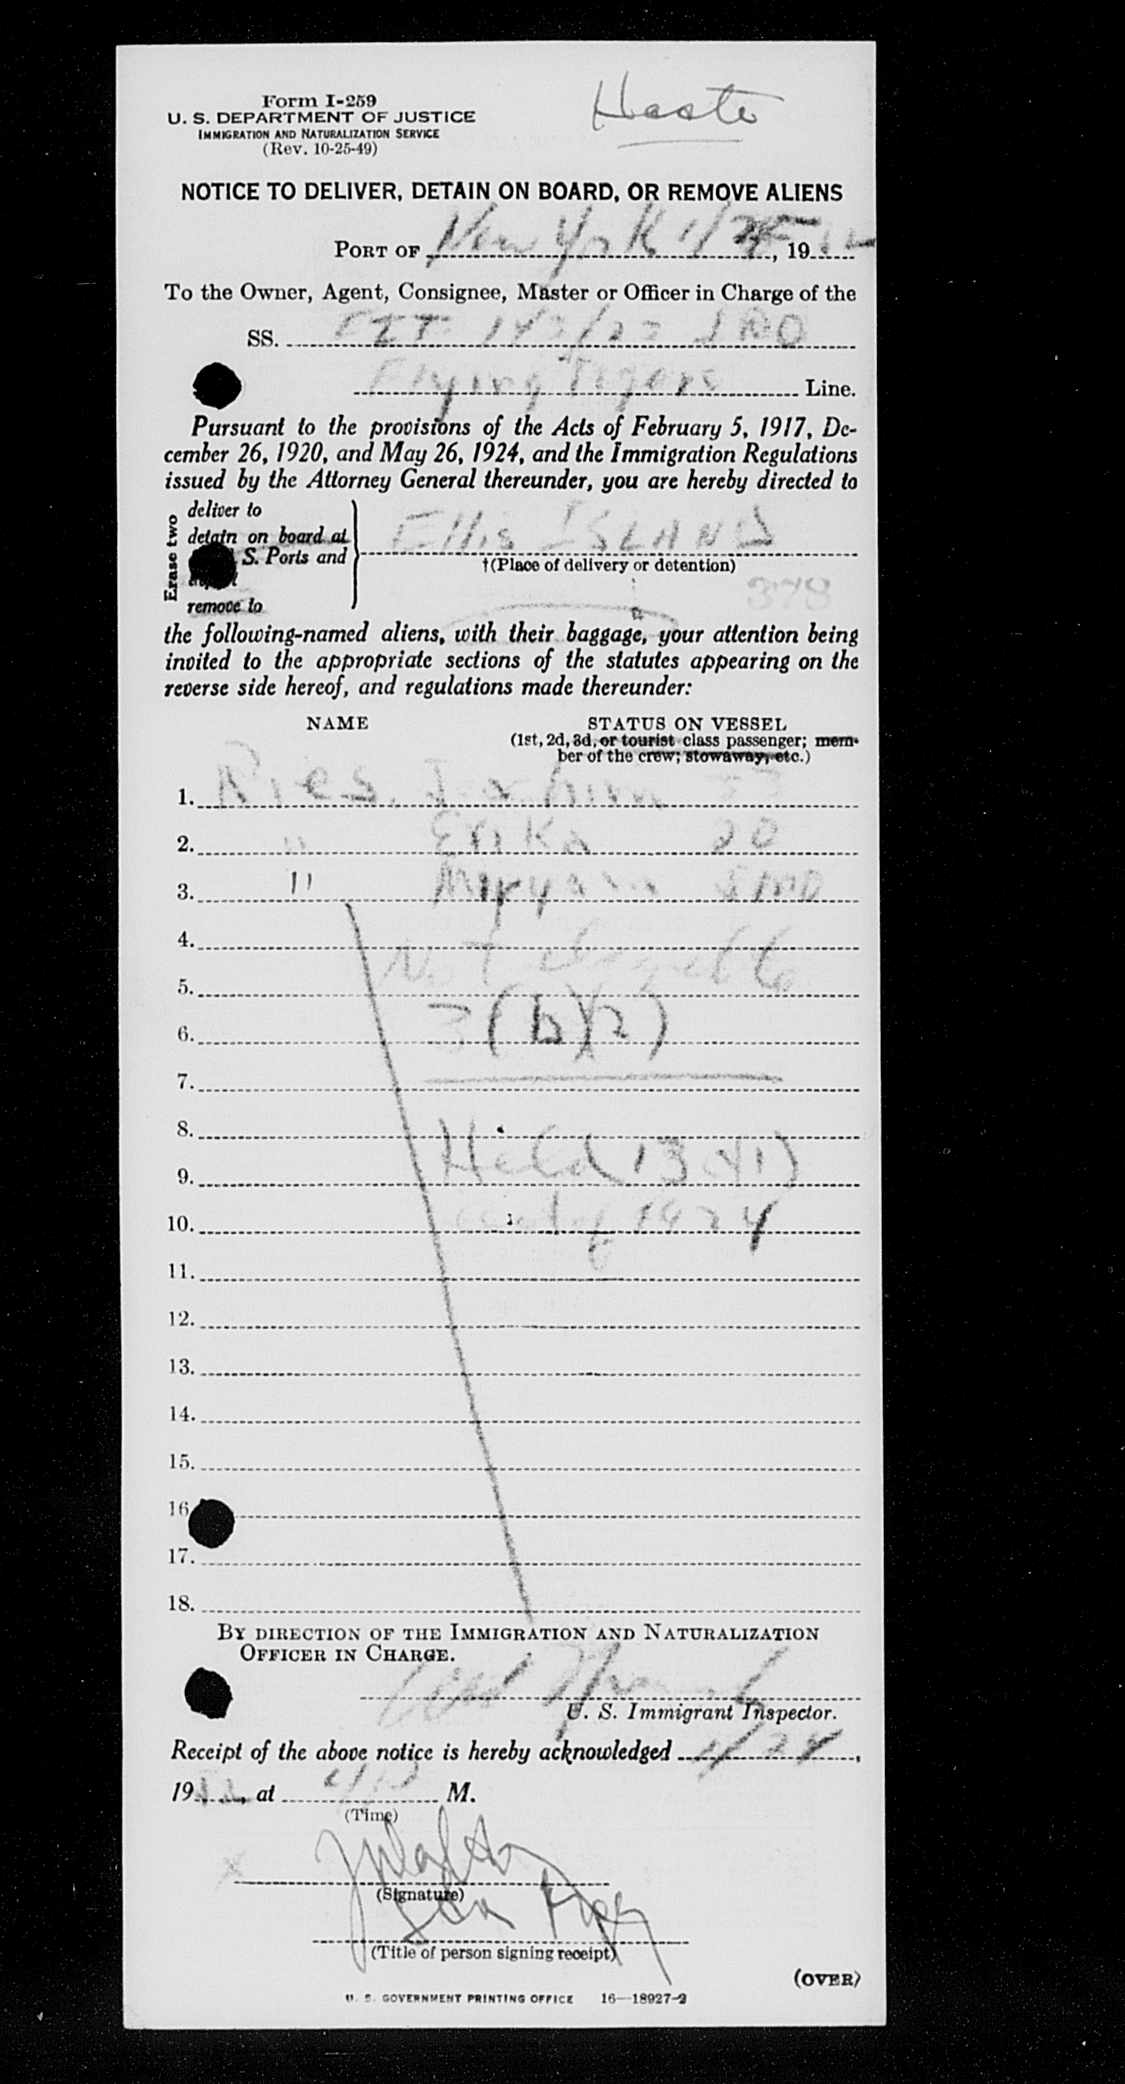 Form I-259
U. S. DEPARTMENT OF JUSTICE
IMMIGRATION AND NATURALIZATION SERVICE
(Rev. 10-25-49)
NOTICE TO DELIVER, DETAIN ON BOARD, OR REMOVE ALIENS
PORT OF New York 1/ , 19
To the Owner, Agent, Consignee, Master or Officer in Charge of the
SS.
Flying Tigers Line.
Pursuant to the provisions of the Acts of February 5, 1917, De-
cember 26, 1920, and May 26, 1924, and the Immigration Regulations
issued by the Attorney General thereunder, you are hereby directed to
Erase two
deliver to
detain on board at
S. Ports and
remove to
Ellis ISLAND
†(Place of delivery or detention)
378
the following-named aliens, with their baggage, your attention being
invited to the appropriate sections of the statutes appearing on the
reverse side hereof, and regulations made thereunder:
NAME STATUS ON VESSEL
(1st, 2d, 3d, or tourist class passenger; mem-
ber of the crew; stowaway, etc.)
1. Ries,
2. " Erika 20
3. "
4. Not
5.
6. 3(b)(2)
7.
8.
9. Held
10. 1924
11.
12.
13.
14.
15.
16
17.
18.
BY DIRECTION OF THE IMMIGRATION AND NATURALIZATION
OFFICER IN CHARGE.
U. S. Immigrant Inspector.
Receipt of the above notice is hereby acknowledged ,
19 , at M.
(Time)
(Signature)
(Title of person signing receipt)
(OVER)
U. S. GOVERNMENT PRINTING OFFICE 16—18927-2